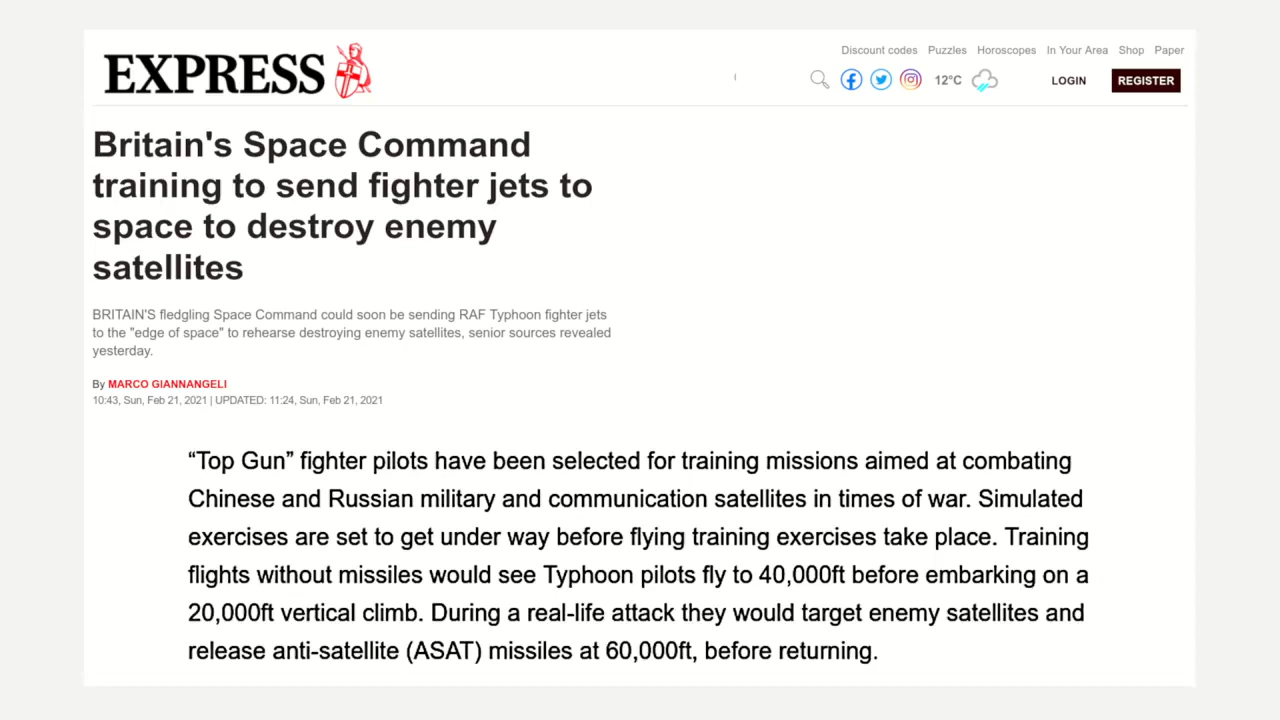 Discount codes Puzzles Horoscopes In Your Area Shop Paper
EXPRESS
12°C LOGIN REGISTER
Britain's Space Command
training to send fighter jets to
space to destroy enemy
satellites
BRITAIN'S fledgling Space Command could soon be sending RAF Typhoon fighter jets
to the "edge of space" to rehearse destroying enemy satellites, senior sources revealed
yesterday.
By MARCO GIANNANGELI
10:43, Sun, Feb 21, 2021 | UPDATED: 11:24, Sun, Feb 21, 2021
“Top Gun” fighter pilots have been selected for training missions aimed at combating
Chinese and Russian military and communication satellites in times of war. Simulated
exercises are set to get under way before flying training exercises take place. Training
flights without missiles would see Typhoon pilots fly to 40,000ft before embarking on a
20,000ft vertical climb. During a real-life attack they would target enemy satellites and
release anti-satellite (ASAT) missiles at 60,000ft, before returning.